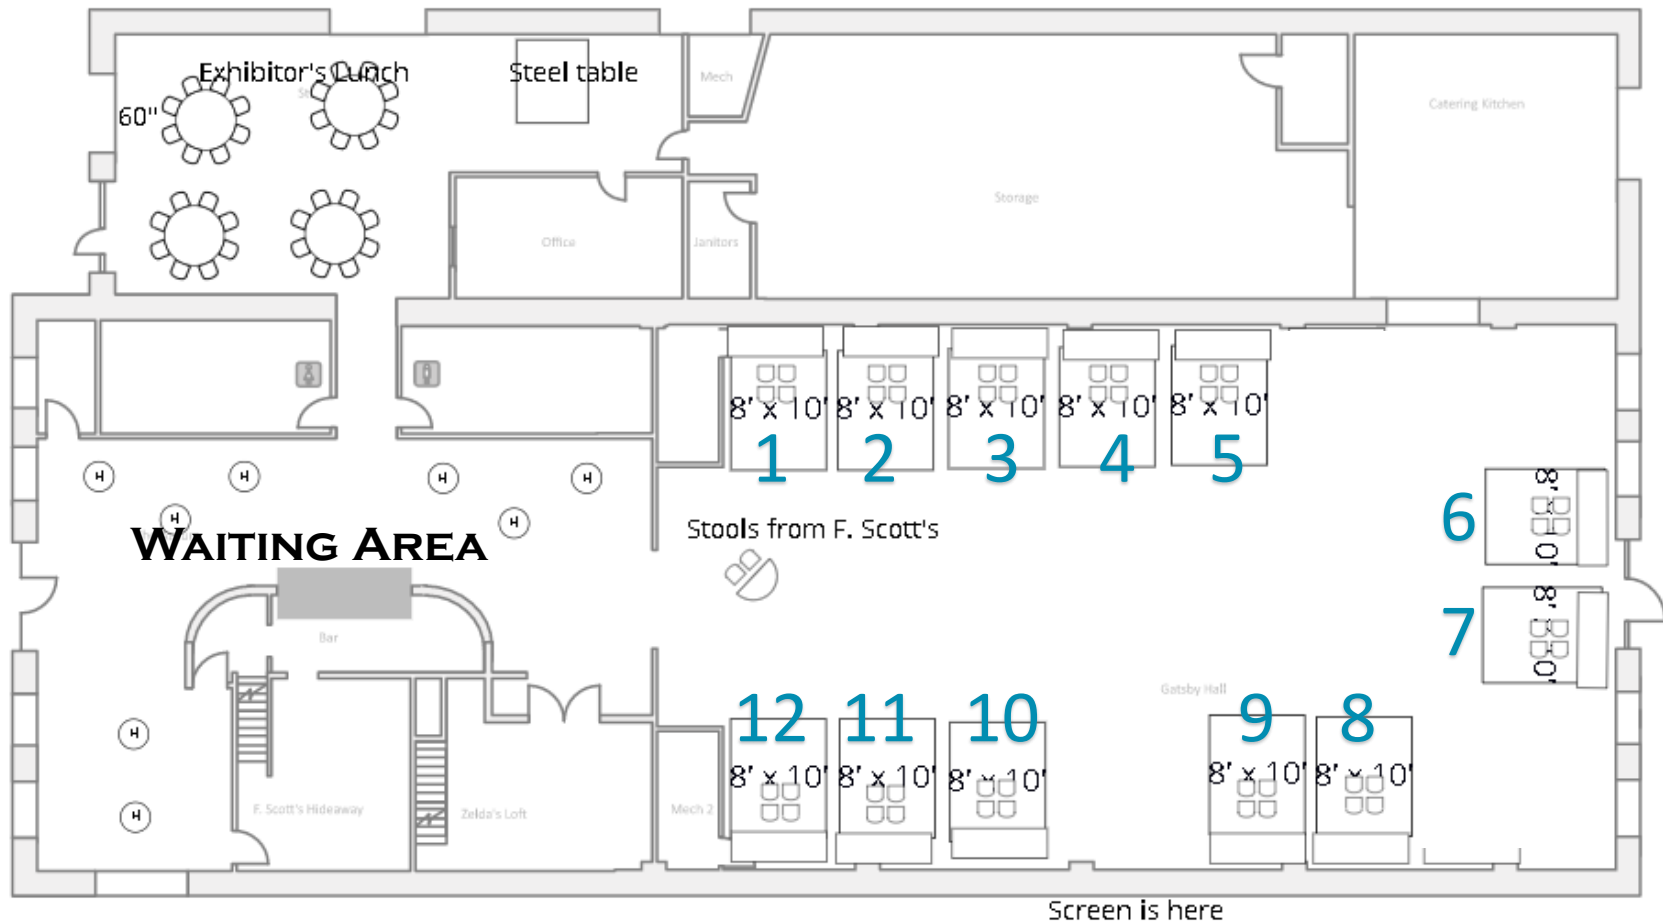 Exhibitor's Lunch
Steel table
Mech
60"
Catering Kitchen
Storage
Office
Janitors
8' x 10'
8' x 10'
8' x 10'
8' x 10'
8' x 10'
1
2
3
4
5
H
H
H
H
H
H
WAITING AREA
Stools from F. Scott's
6
8' x 10'
7
8' x 10'
Bar
Gatsby Hall
12
11
10
9
8
H
8' x 10'
8' x 10'
8' x 10'
8' x 10'
8' x 10'
H
F. Scott's Hideaway
Zelda's Loft
Mech 2
Screen is here